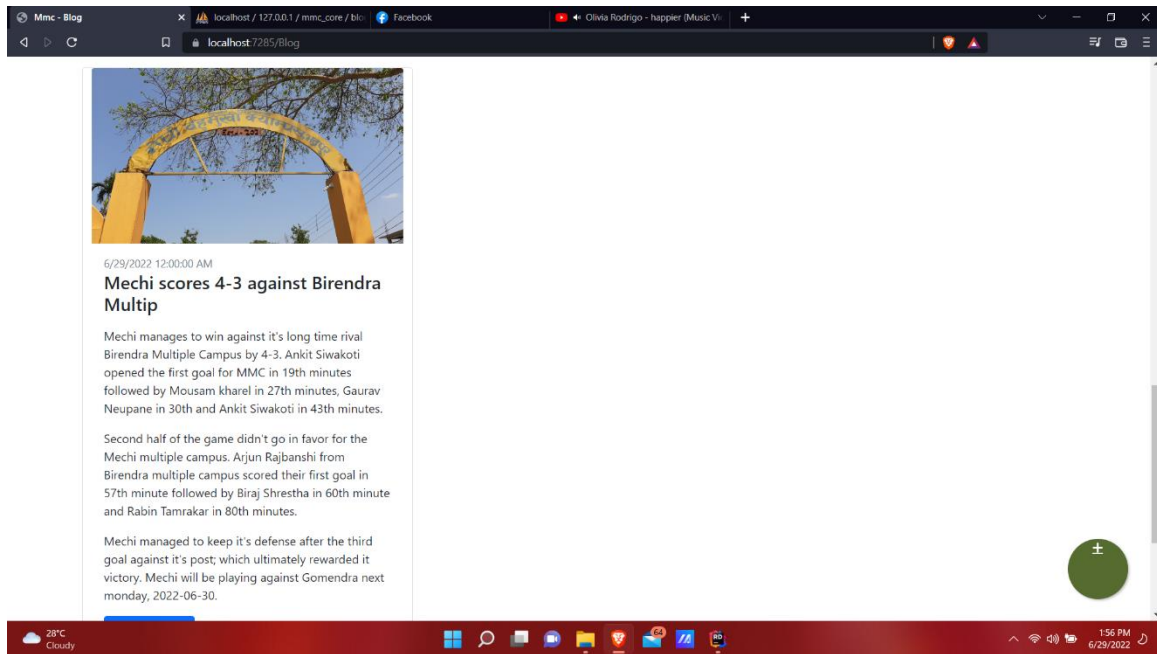 Mmc - Blog
localhost / 127.0.0.1 / mmc_core / blo
Facebook
Olivia Rodrigo - happier (Music Vic
localhost:7285/Blog
6/29/2022 12:00:00 AM
Mechi scores 4-3 against Birendra
Multip
Mechi manages to win against it's long time rival
Birendra Multiple Campus by 4-3. Ankit Siwakoti
opened the first goal for MMC in 19th minutes
followed by Mousam kharel in 27th minutes, Gaurav
Neupane in 30th and Ankit Siwakoti in 43th minutes.
Second half of the game didn't go in favor for the
Mechi multiple campus. Arjun Rajbanshi from
Birendra multiple campus scored their first goal in
57th minute followed by Biraj Shrestha in 60th minute
and Rabin Tamrakar in 80th minutes.
Mechi managed to keep it's defense after the third
goal against it's post; which ultimately rewarded it
victory. Mechi will be playing against Gomendra next
monday, 2022-06-30.
±
28°C
Cloudy
64
RD
1:56 PM
6/29/2022